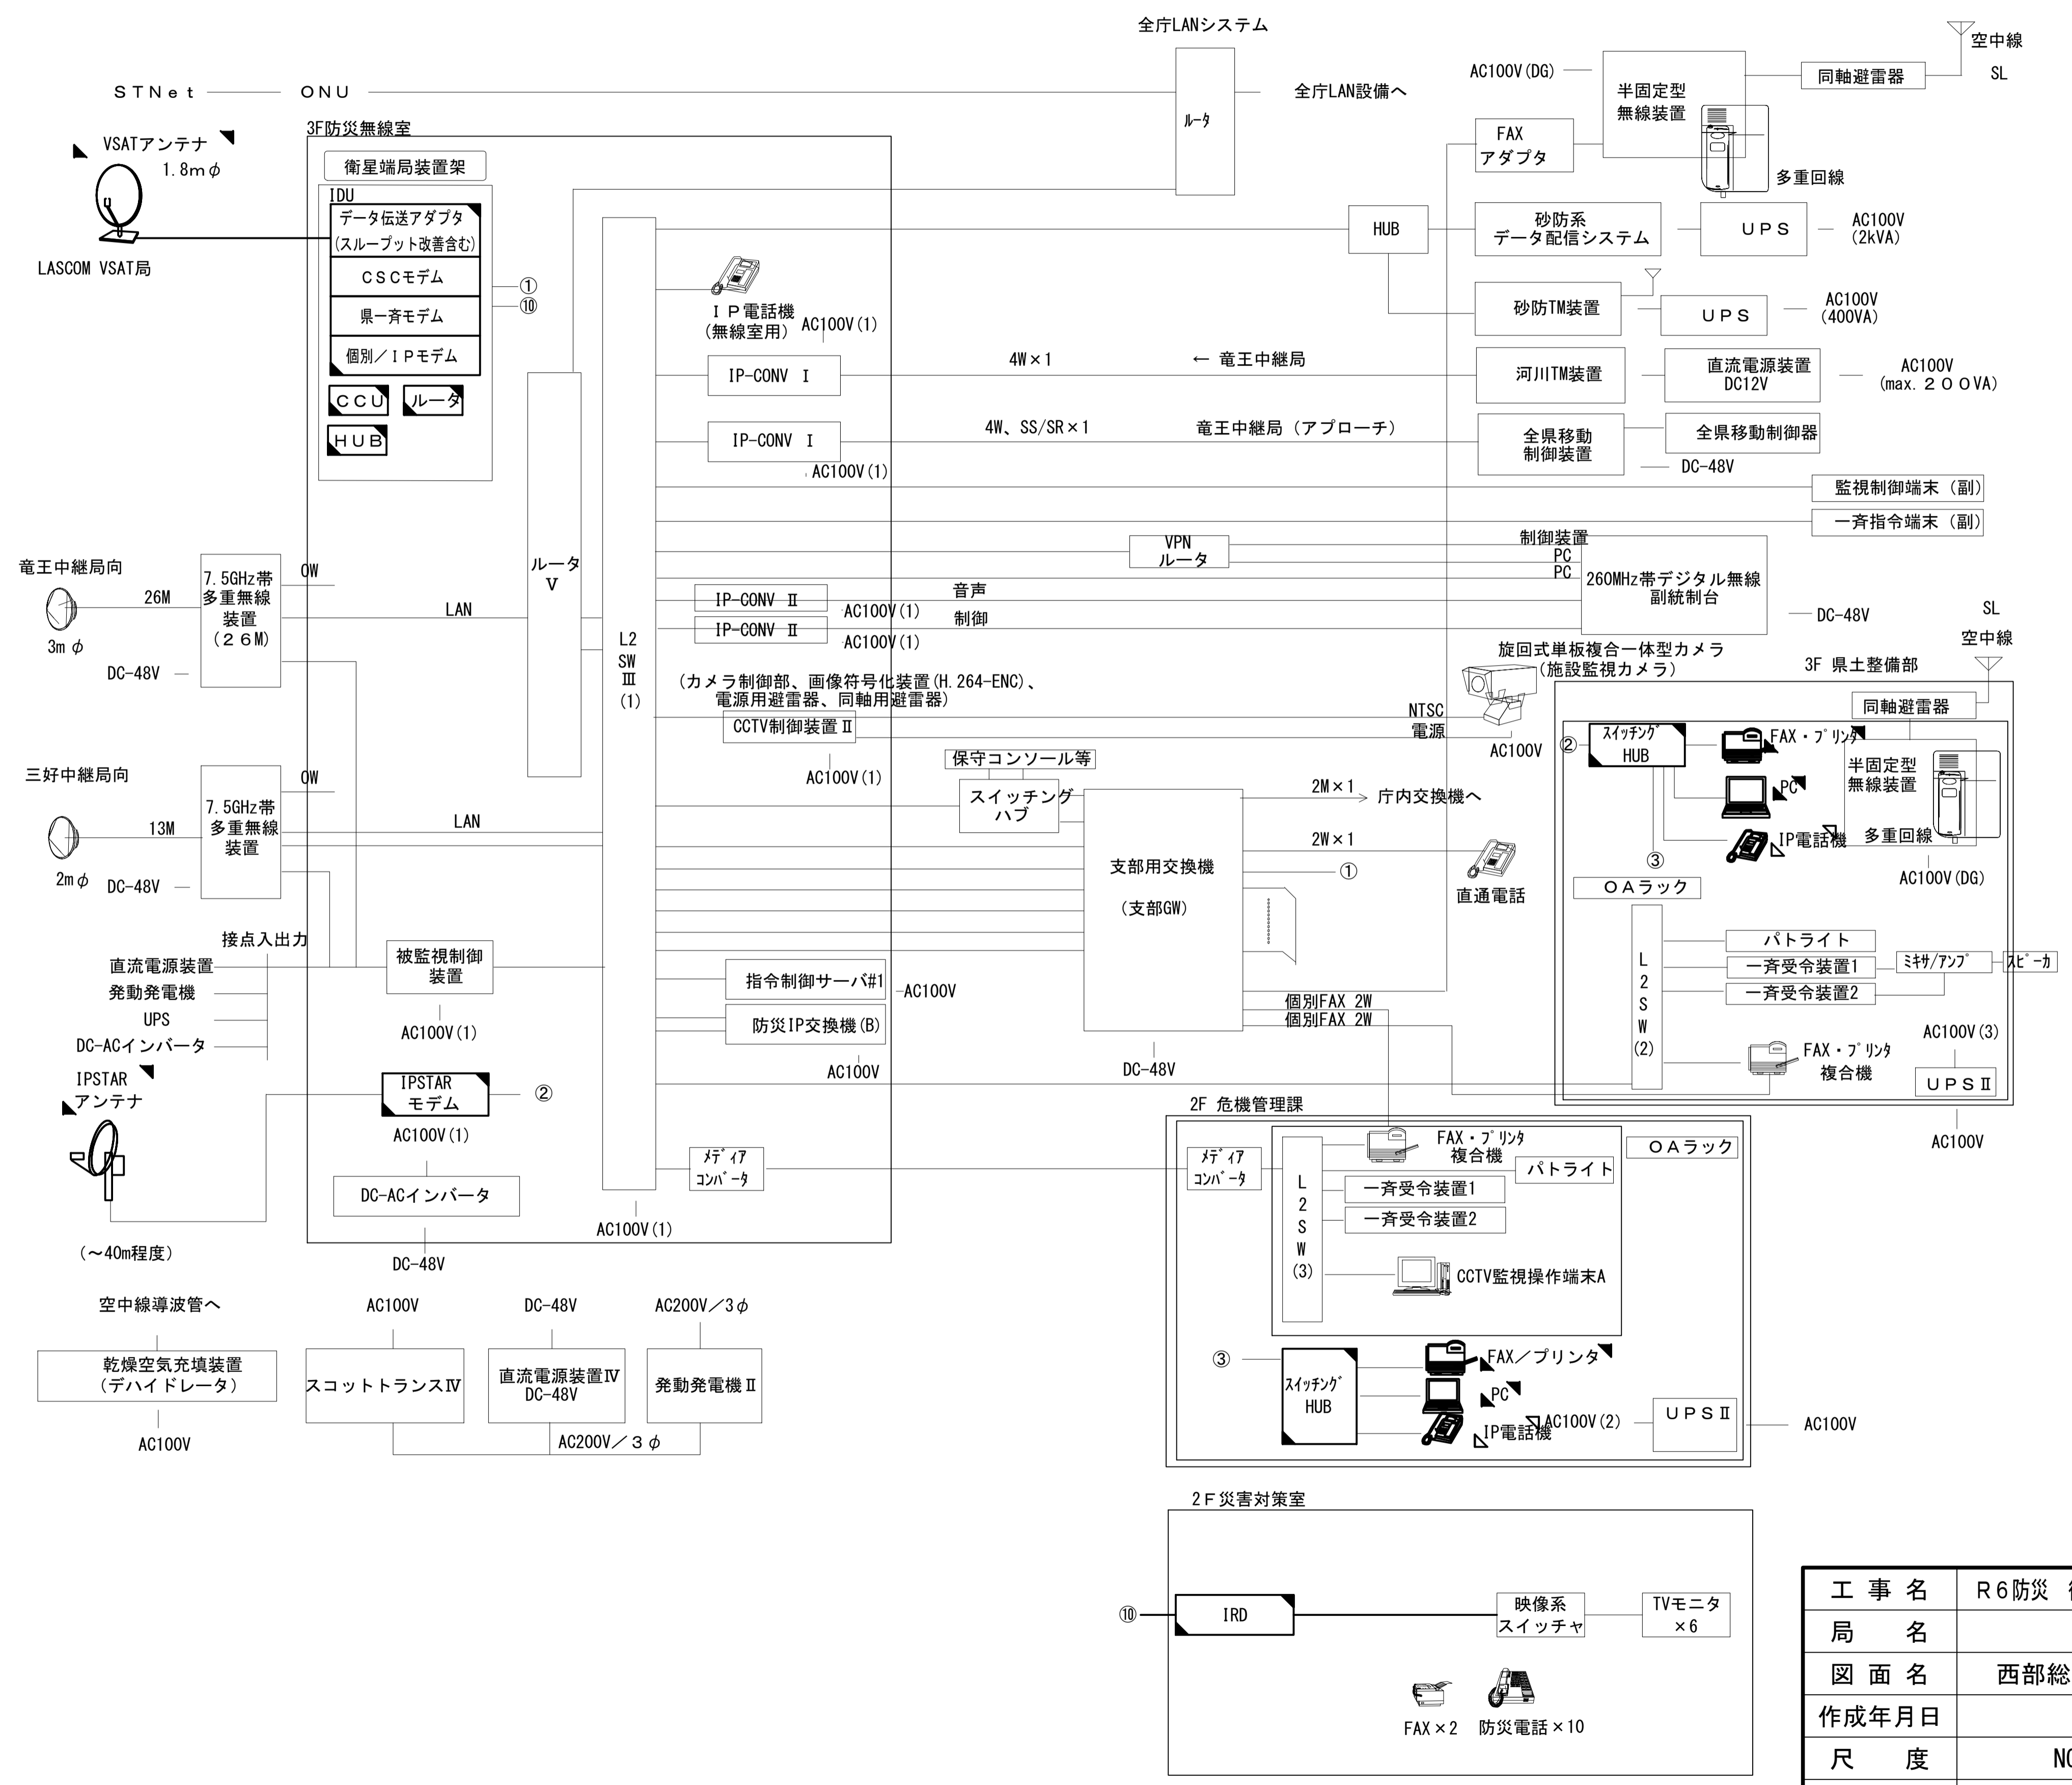 全庁LANシステム
ＳＴＮｅｔ
ＯＮＵ
ルータ
全庁LAN設備へ
AC100V(DG)
半固定型
無線装置
同軸避雷器
空中線
SL
FAX
アダプタ
多重回線
VSATアンテナ
1.8mφ
LASCOM VSAT局
3F防災無線室
衛星端局装置架
IDU
データ伝送アダプタ
(スループット改善含む)
ＣＳＣモデム
県一斉モデム
個別／ＩＰモデム
①
⑩
ＣＣＵ
ルータ
ＨＵＢ
HUB
砂防系
データ配信システム
ＵＰＳ
AC100V
(2kVA)
砂防TM装置
ＵＰＳ
AC100V
(400VA)
ＩＰ電話機
(無線室用)
AC100V(1)
IP-CONV Ⅰ
4W×1
← 竜王中継局
河川TM装置
直流電源装置
DC12V
AC100V
(max.２００VA)
IP-CONV Ⅰ
AC100V(1)
4W、SS/SR×1
竜王中継局（アプローチ）
全県移動
制御装置
全県移動制御器
DC-48V
監視制御端末（副）
一斉指令端末（副）
VPN
ルータ
制御装置
PC
PC
260MHz帯デジタル無線
副統制台
DC-48V
IP-CONV Ⅱ
音声
AC100V(1)
IP-CONV Ⅱ
制御
AC100V(1)
竜王中継局向
26M
3mφ
7.5GHz帯
多重無線
装置
(２６M)
DC-48V
OW
LAN
ルータ
Ⅴ
L2
SW
Ⅲ
(1)
(カメラ制御部、画像符号化装置(H.264-ENC)、
電源用避雷器、同軸用避雷器)
CCTV制御装置Ⅱ
AC100V(1)
旋回式単板複合一体型カメラ
(施設監視カメラ)
NTSC
電源
AC100V
三好中継局向
13M
2mφ
7.5GHz帯
多重無線
装置
DC-48V
OW
LAN
保守コンソール等
スイッチング
ハブ
支部用交換機
(支部GW)
2M×1
庁内交換機へ
2W×1
①
直通電話
個別FAX 2W
個別FAX 2W
DC-48V
接点入出力
直流電源装置
発動発電機
UPS
DC-ACインバータ
被監視制御
装置
AC100V(1)
指令制御サーバ#1
AC100V
防災IP交換機(B)
AC100V
IPSTAR
アンテナ
(～40m程度)
IPSTAR
モデム
②
AC100V(1)
DC-ACインバータ
DC-48V
AC100V(1)
メディア
コンバータ
SL
空中線
3F 県土整備部
同軸避雷器
②
スイッチング
HUB
FAX・プリンタ
PC
IP電話機
③
半固定型
無線装置
多重回線
AC100V(DG)
ＯＡラック
L
2
S
W
(2)
パトライト
一斉受令装置1
一斉受令装置2
ミキサ/アンプ
スピーカ
FAX・プリンタ
複合機
AC100V(3)
ＵＰＳⅡ
AC100V
2F 危機管理課
メディア
コンバータ
L
2
S
W
(3)
FAX・プリンタ
複合機
パトライト
ＯＡラック
一斉受令装置1
一斉受令装置2
CCTV監視操作端末A
③
スイッチング
HUB
FAX／プリンタ
PC
IP電話機
AC100V(2)
ＵＰＳⅡ
AC100V
空中線導波管へ
乾燥空気充填装置
(デハイドレータ)
AC100V
AC100V
スコットトランスⅣ
DC-48V
直流電源装置Ⅳ
DC-48V
AC200V／3φ
発動発電機Ⅱ
AC200V／３φ
2Ｆ災害対策室
⑩
IRD
映像系
スイッチャ
TVモニタ
×6
FAX×2
防災電話×10
工事名
Ｒ６防災
局名
図面名
西部総
作成年月日
尺度